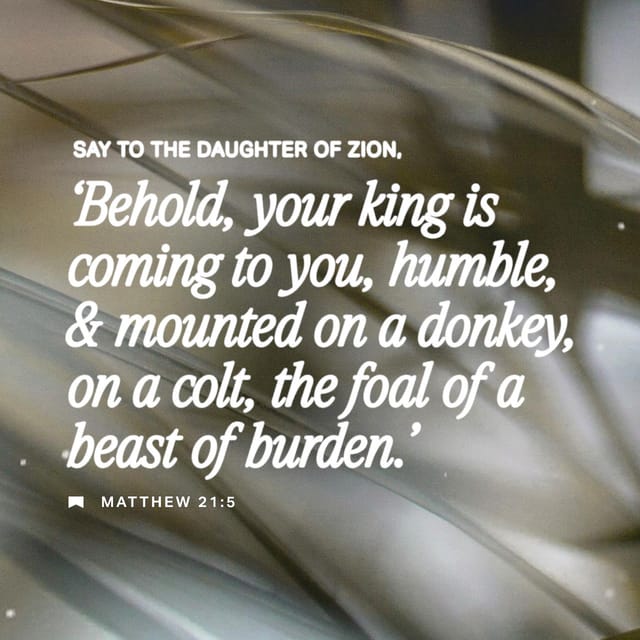 SAY TO THE DAUGHTER OF ZION,
‘Behold, your king is
coming to you, humble,
& mounted on a donkey,
on a colt, the foal of a
beast of burden.’
MATTHEW 21:5